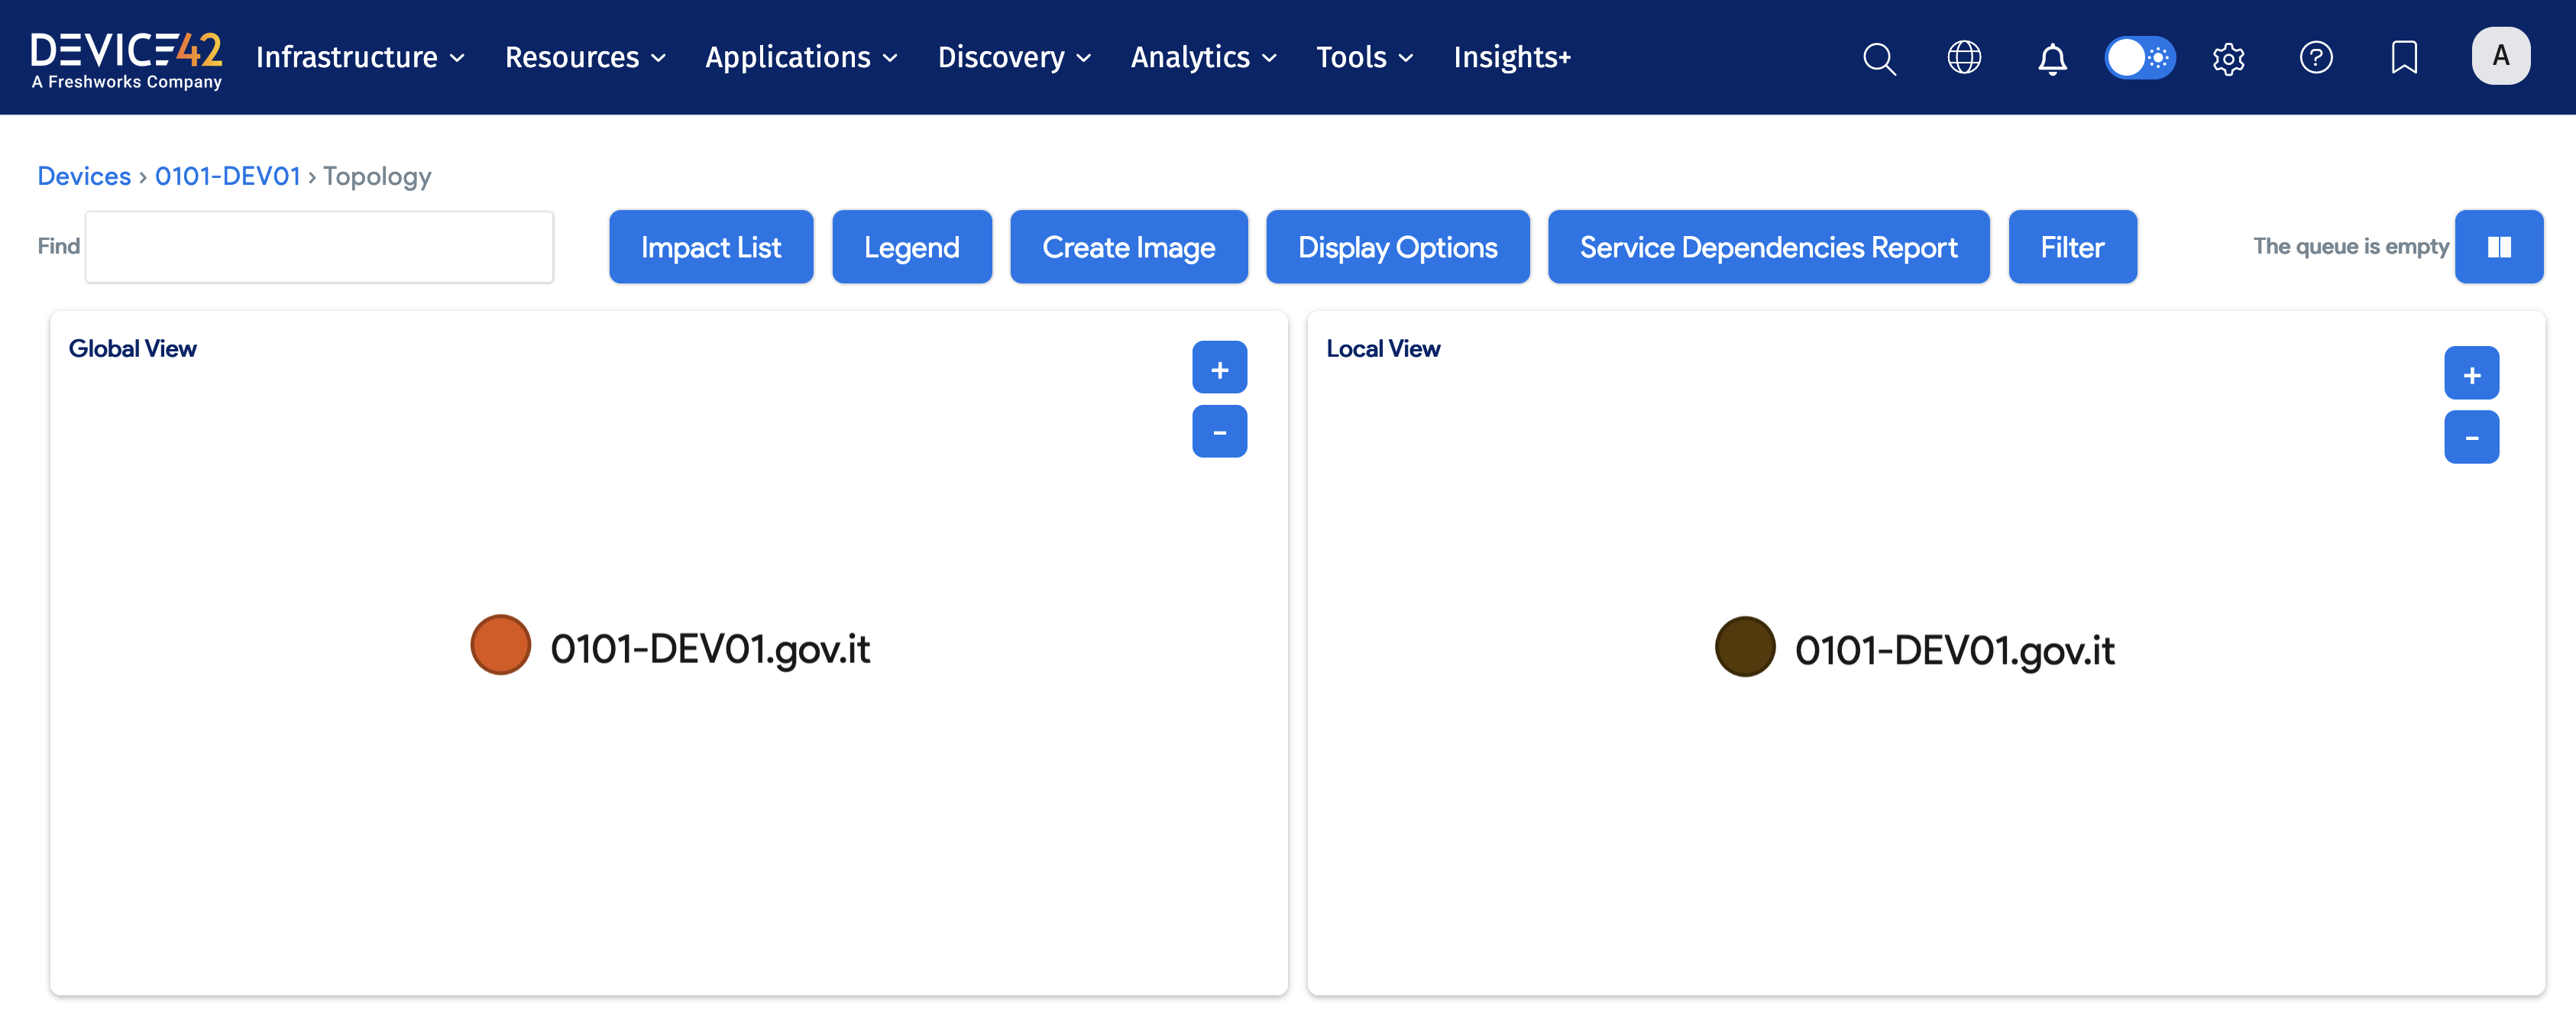 DEVICE42
A Freshworks Company
Infrastructure Resources Applications Discovery Analytics Tools Insights+
A
Devices › 0101-DEV01 › Topology
Find Impact List Legend Create Image Display Options Service Dependencies Report Filter The queue is empty
Global View
+
-
0101-DEV01.gov.it
Local View
+
-
0101-DEV01.gov.it